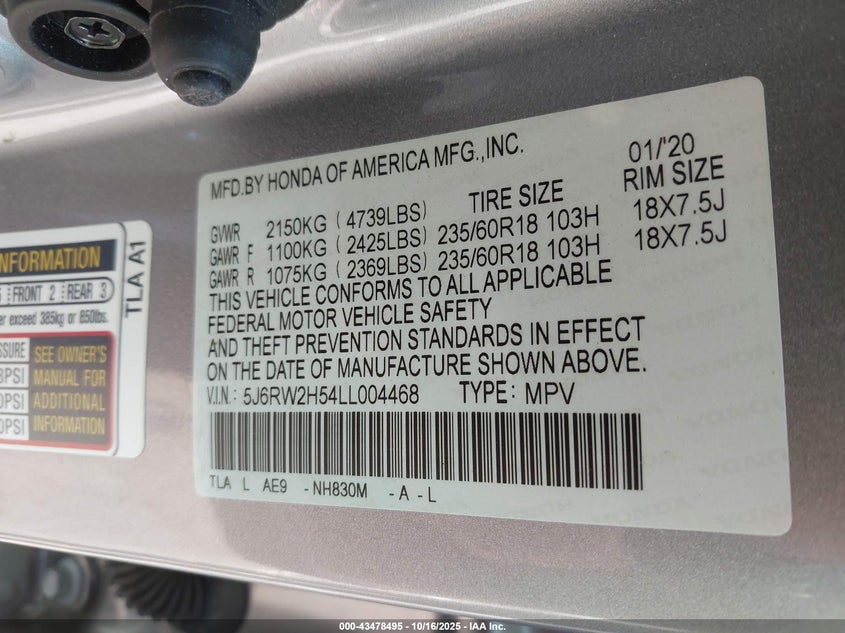 MFD.BY HONDA OF AMERICA MFG.,INC. 01/'20
TIRE SIZE RIM SIZE
GVWR 2150KG ( 4739LBS)
GAWR F 1100KG ( 2425LBS) 235/60R18 103H 18X7.5J
GAWR R 1075KG ( 2369LBS) 235/60R18 103H 18X7.5J
THIS VEHICLE CONFORMS TO ALL APPLICABLE
FEDERAL MOTOR VEHICLE SAFETY
AND THEFT PREVENTION STANDARDS IN EFFECT
ON THE DATE OF MANUFACTURE SHOWN ABOVE.
V.I.N.: 5J6RW2H54LL004468 TYPE: MPV
TLA L AE9 -NH830M -A -L
FRONT 2 REAR 3
exceed 385kg or 850lbs.
SEE OWNER'S
MANUAL FOR
ADDITIONAL
INFORMATION
TLA A1
000-43478495 - 10/16/2025 - IAA Inc.